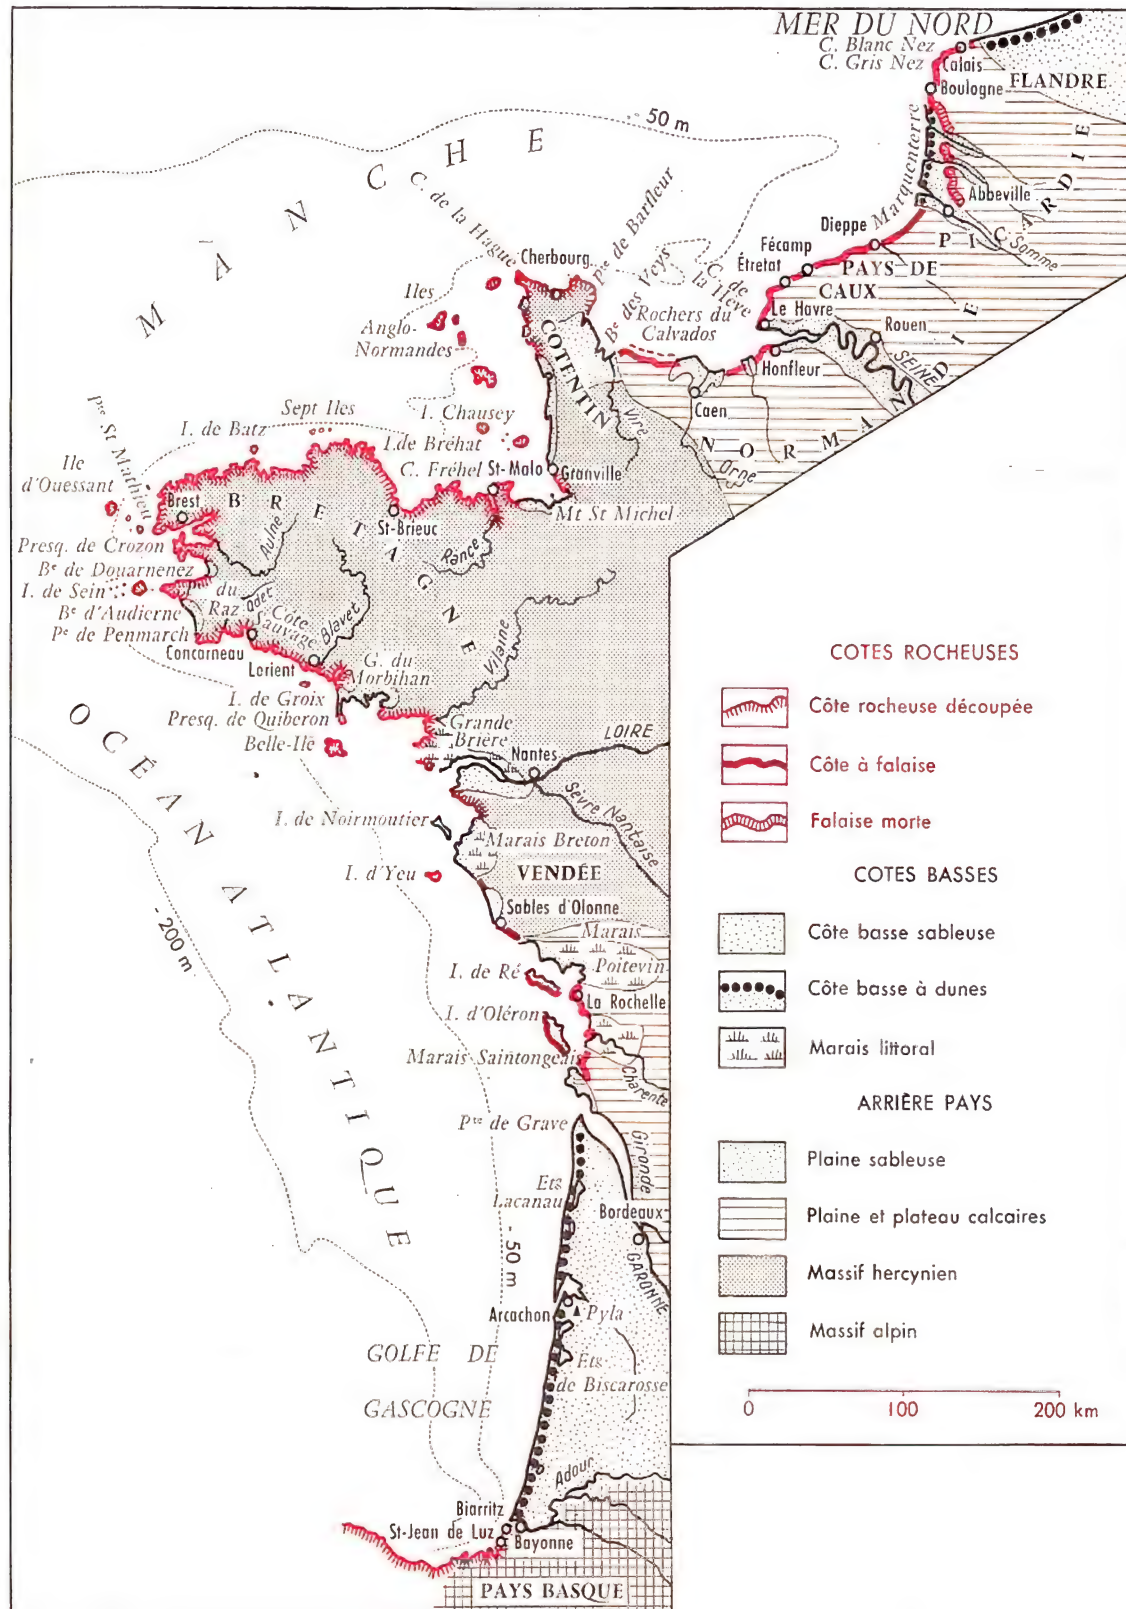 MER DU NORD
C. Blanc Nez
C. Gris Nez
Calais
Boulogne
FLANDRE
- 50 m
MANCHE
C. de la Hague
Pte de Barfleur
Marquenterre
Abbeville
PICARDIE
Somme
Dieppe
Fécamp
Étretat
PAYS DE
CAUX
C. de
la Hève
Le Havre
Rouen
SEINE
Honfleur
Cherbourg
Be des Veys
Rochers du
Calvados
Iles
Anglo-
Normandes
COTENTIN
Vire
Caen
Orne
NORMANDIE
I. Chausey
Sept Iles
I. de Batz
I.de Bréhat
C. Fréhel
St-Malo
Granville
Mt St Michel
Pte St Mathieu
Ile
d'Ouessant
Brest
BRETAGNE
Aulne
St-Brieuc
Rance
Presq. de Crozon
Be de Douarnenez
I. de Sein
Pte du
Raz
Odet
Be d'Audierne
Pe de Penmarch
Côte
Sauvage
Blavet
Vilaine
Concarneau
Lorient
G. du
Morbihan
I. de Groix
Presq. de Quiberon
Belle-Ile
Grande
Brière
Nantes
LOIRE
Sèvre Nantaise
OCÉAN ATLANTIQUE
- 200 m
I. de Noirmoutier
Marais Breton
I. d'Yeu
VENDÉE
Sables d'Olonne
Marais
Poitevin
I. de Ré
La Rochelle
I. d'Oléron
Marais Saintongeais
Charente
Pte de Grave
Gironde
Ets
Lacanau
Bordeaux
GARONNE
- 50 m
Arcachon
Pyla
GOLFE DE
GASCOGNE
Ets
de Biscarosse
Adour
Biarritz
St-Jean de Luz
Bayonne
PAYS BASQUE
COTES ROCHEUSES
Côte rocheuse découpée
Côte à falaise
Falaise morte
COTES BASSES
Côte basse sableuse
Côte basse à dunes
Marais littoral
ARRIÈRE PAYS
Plaine sableuse
Plaine et plateau calcaires
Massif hercynien
Massif alpin
0 100 200 km